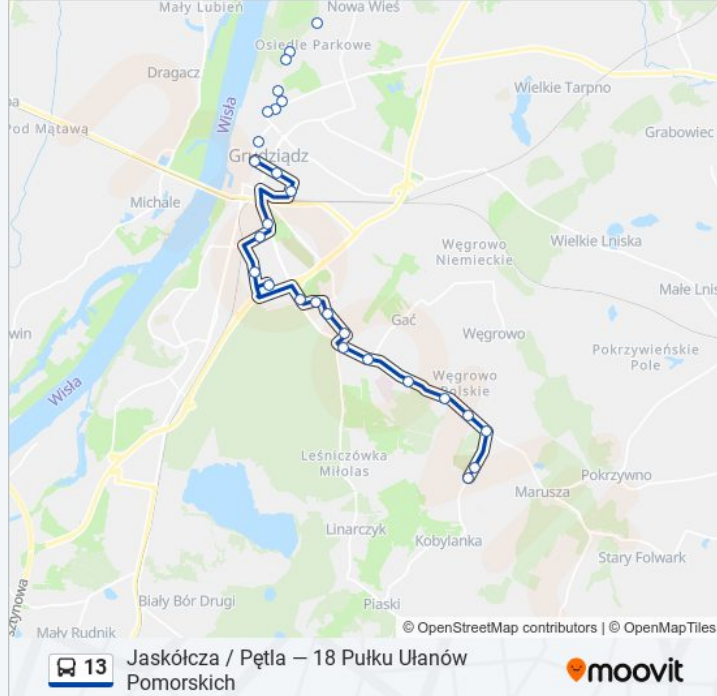 Mały Lubień
Nowa Wieś
Osiedle Parkowe
Dragacz
Wielkie Tarpno
Wisła
Pod Mątawą
Grabowiec
Grudziądz
Michale
Węgrowo
Niemieckie
Wielkie Lniska
Małe Lnis
Gać
Węgrowo
win
Pokrzywieńskie
Pole
Wisła
Węgrowo
Polskie
Leśniczówka
Miłolas
Pokrzywno
Marusza
Linarczyk
Kobylanka
Stary Folwark
Biały Bór Drugi
Piaski
sztynowa
Mały Rudnik
© OpenStreetMap contributors | © OpenMapTiles
13
Jaskółcza / Pętla — 18 Pułku Ułanów
Pomorskich
moovit